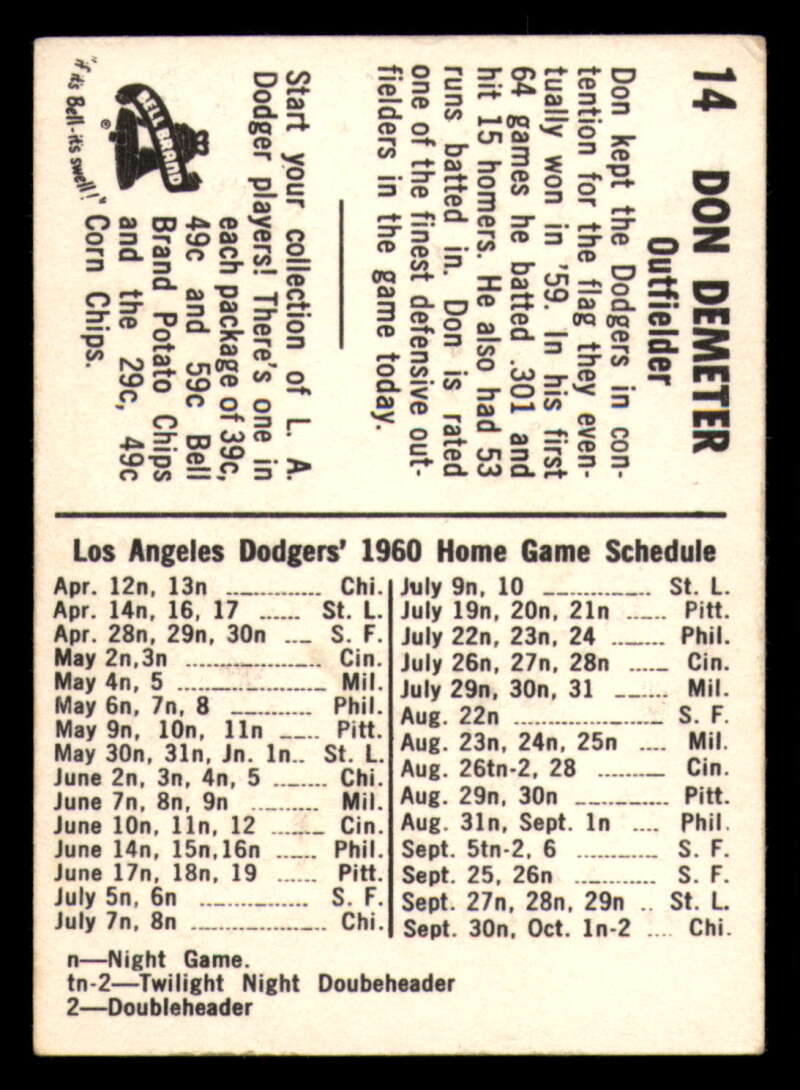 14 DON DEMETER
Outfielder
Don kept the Dodgers in con-
tention for the flag they even-
tually won in '59. In his first
64 games he batted .301 and
hit 15 homers. He also had 53
runs batted in. Don is rated
one of the finest defensive out-
fielders in the game today.
Start your collection of L. A.
Dodger players! There's one in
each package of 39c,
49c and 59c Bell
Brand Potato Chips
and the 29c, 49c
Corn Chips.
BELL BRAND
®
"if it's Bell-it's swell!"
Los Angeles Dodgers' 1960 Home Game Schedule
Apr. 12n, 13n ............ Chi.
Apr. 14n, 16, 17 ...... St. L.
Apr. 28n, 29n, 30n .... S. F.
May 2n,3n ................. Cin.
May 4n, 5 .................. Mil.
May 6n, 7n, 8 .......... Phil.
May 9n, 10n, 11n ..... Pitt.
May 30n, 31n, Jn. 1n.. St. L.
June 2n, 3n, 4n, 5 ....... Chi.
June 7n, 8n, 9n ......... Mil.
June 10n, 11n, 12 ....... Cin.
June 14n, 15n,16n ..... Phil.
June 17n, 18n, 19 ...... Pitt.
July 5n, 6n .............. S. F.
July 7n, 8n ................. Chi.
July 9n, 10 .............. St. L.
July 19n, 20n, 21n ..... Pitt.
July 22n, 23n, 24 ....... Phil.
July 26n, 27n, 28n ..... Cin.
July 29n, 30n, 31 ....... Mil.
Aug. 22n ................... S. F.
Aug. 23n, 24n, 25n .... Mil.
Aug. 26tn-2, 28 ......... Cin.
Aug. 29n, 30n ............ Pitt.
Aug. 31n, Sept. 1n .... Phil.
Sept. 5tn-2, 6 ........... S. F.
Sept. 25, 26n ........... S. F.
Sept. 27n, 28n, 29n .. St. L.
Sept. 30n, Oct. 1n-2 .... Chi.
n—Night Game.
tn-2—Twilight Night Doubeheader
2—Doubleheader